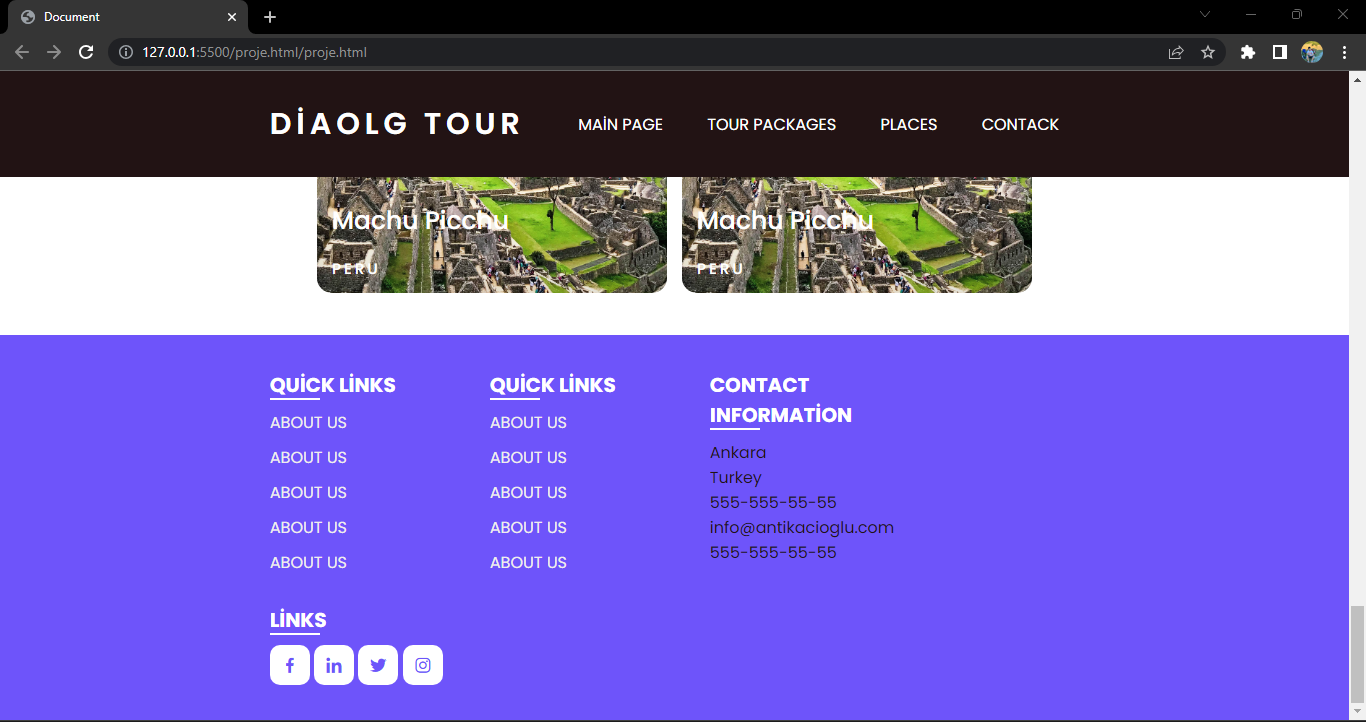 Document
127.0.0.1:5500/proje.html/proje.html
DİAOLG TOUR
MAİN PAGE
TOUR PACKAGES
PLACES
CONTACK
Machu Picchu
PERU
Machu Picchu
PERU
QUİCK LİNKS
ABOUT US
ABOUT US
ABOUT US
ABOUT US
ABOUT US
QUİCK LİNKS
ABOUT US
ABOUT US
ABOUT US
ABOUT US
ABOUT US
CONTACT
INFORMATİON
Ankara
Turkey
555-555-55-55
info@antikacioglu.com
555-555-55-55
LİNKS